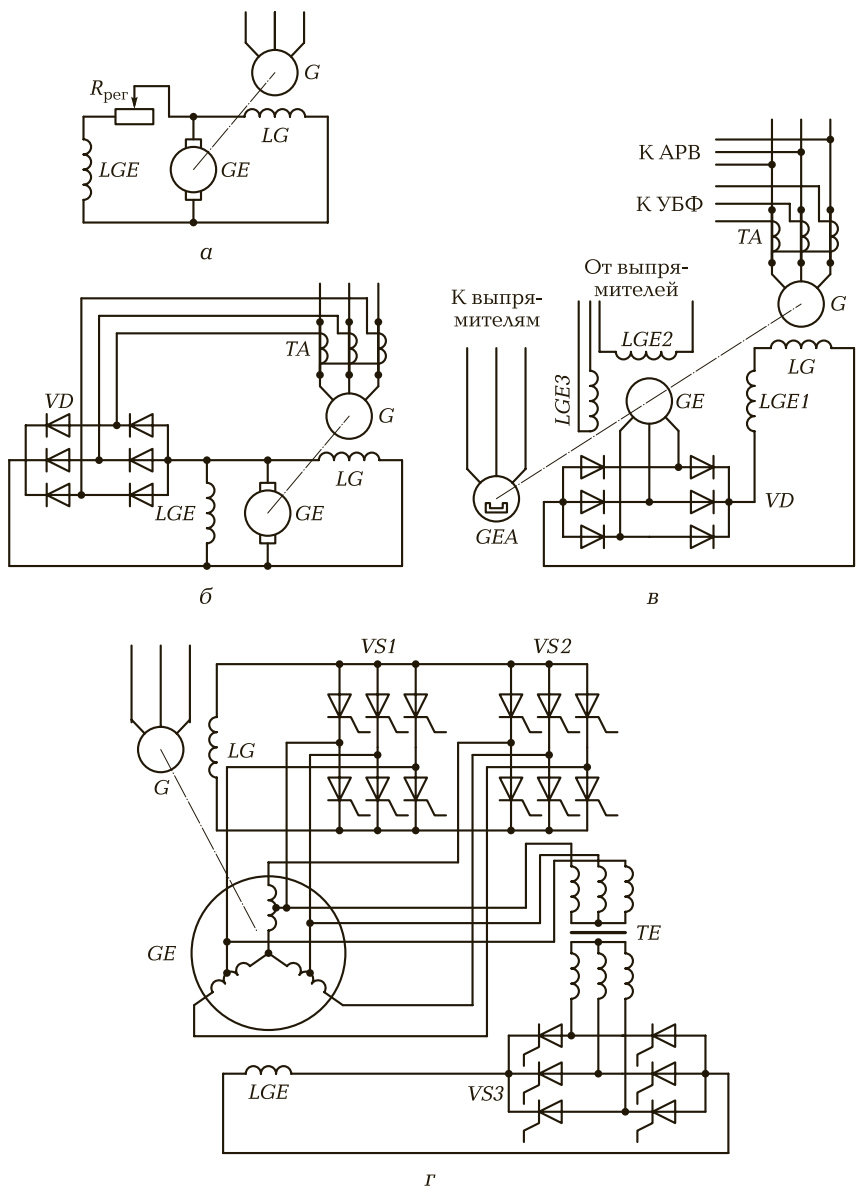 G
Rрег
LG
LGE
GE
а
К АРВ
К УБФ
TA
G
От выпря-
мителей
К выпря-
мителям
LGE2
LGE3
GE
LG
LGE1
VD
GEA
в
TA
VD
G
LG
LGE
GE
б
VS1
VS2
LG
G
GE
TE
LGE
VS3
г